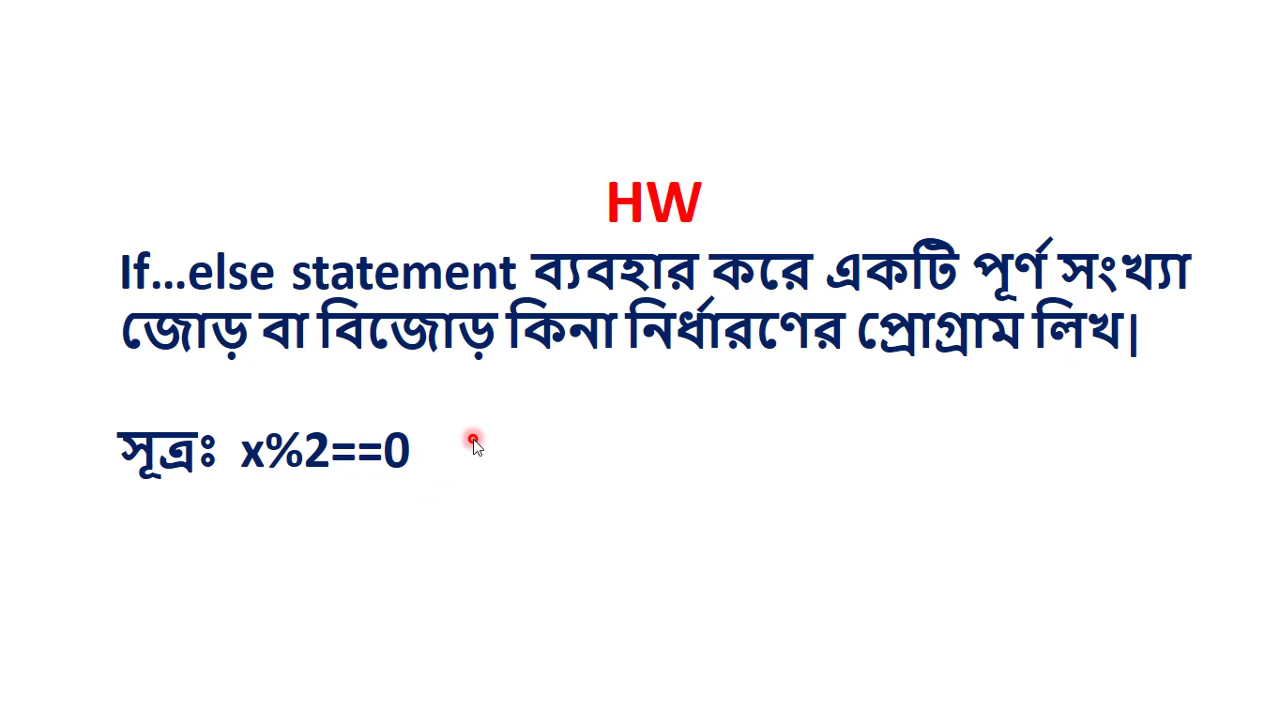 HW
If...else statement ব্যবহার করে একটি পূর্ণ সংখ্যা
জোড় বা বিজোড় কিনা নির্ধারণের প্রোগ্রাম লিখ|
সূত্রঃ x%2==0